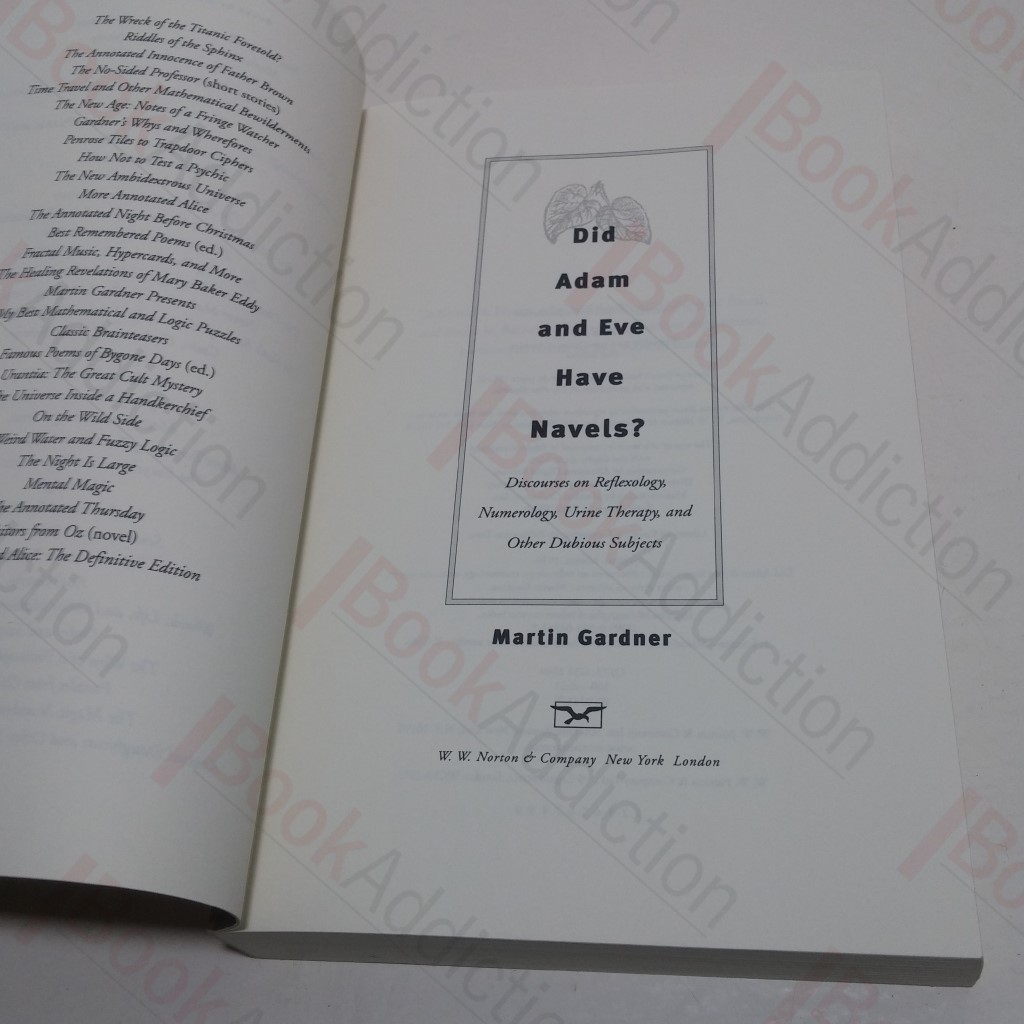 The Wreck of the Titanic Foretold?
Riddles of the Sphinx
The Annotated Innocence of Father Brown
The No-Sided Professor (short stories)
Time Travel and Other Mathematical Bewilderments
The New Age: Notes of a Fringe Watcher
Gardner's Whys and Wherefores
Penrose Tiles to Trapdoor Ciphers
How Not to Test a Psychic
The New Ambidextrous Universe
More Annotated Alice
The Annotated Night Before Christmas
Best Remembered Poems (ed.)
Fractal Music, Hypercards, and More
The Healing Revelations of Mary Baker Eddy
Martin Gardner Presents
My Best Mathematical and Logic Puzzles
Classic Brainteasers
Famous Poems of Bygone Days (ed.)
Urantia: The Great Cult Mystery
Universe Inside a Handkerchief
On the Wild Side
Weird Water and Fuzzy Logic
The Night Is Large
Mental Magic
Annotated Thursday
from Oz (novel)
Alice: The Definitive Edition
Did
Adam
and Eve
Have
Navels?
Discourses on Reflexology,
Numerology, Urine Therapy, and
Other Dubious Subjects
Martin Gardner
W. W. Norton & Company New York London
BookAddiction